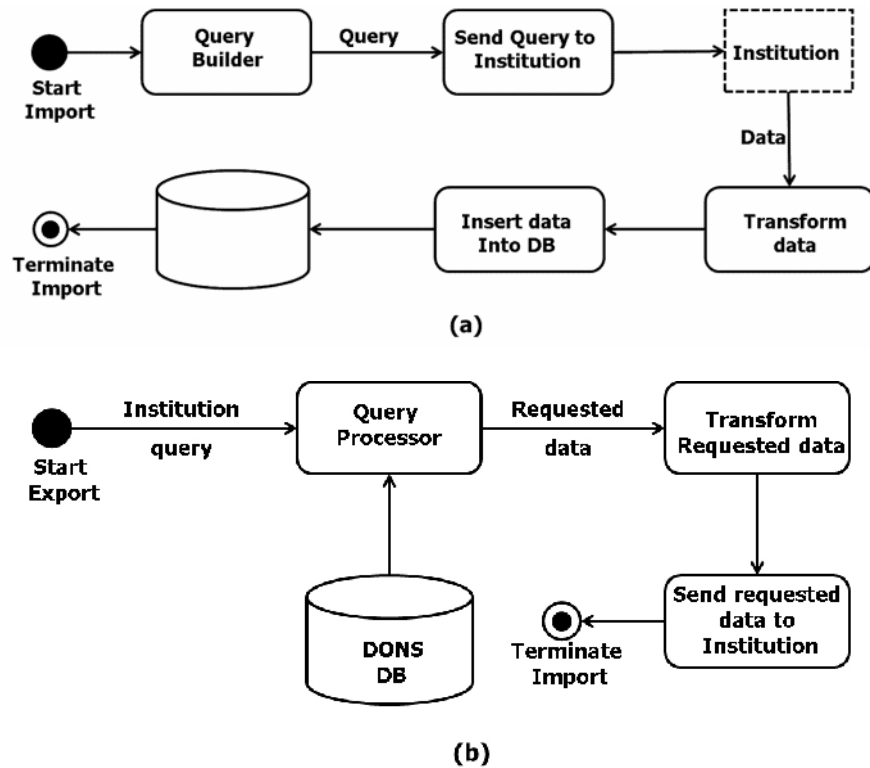 Start
Import
Query
Builder
Query
Send Query to
Institution
Institution
Data
Transform
data
Insert data
Into DB
Terminate
Import
(a)
Start
Export
Institution
query
Query
Processor
Requested
data
Transform
Requested data
DONS
DB
Send requested
data to
Institution
Terminate
Import
(b)